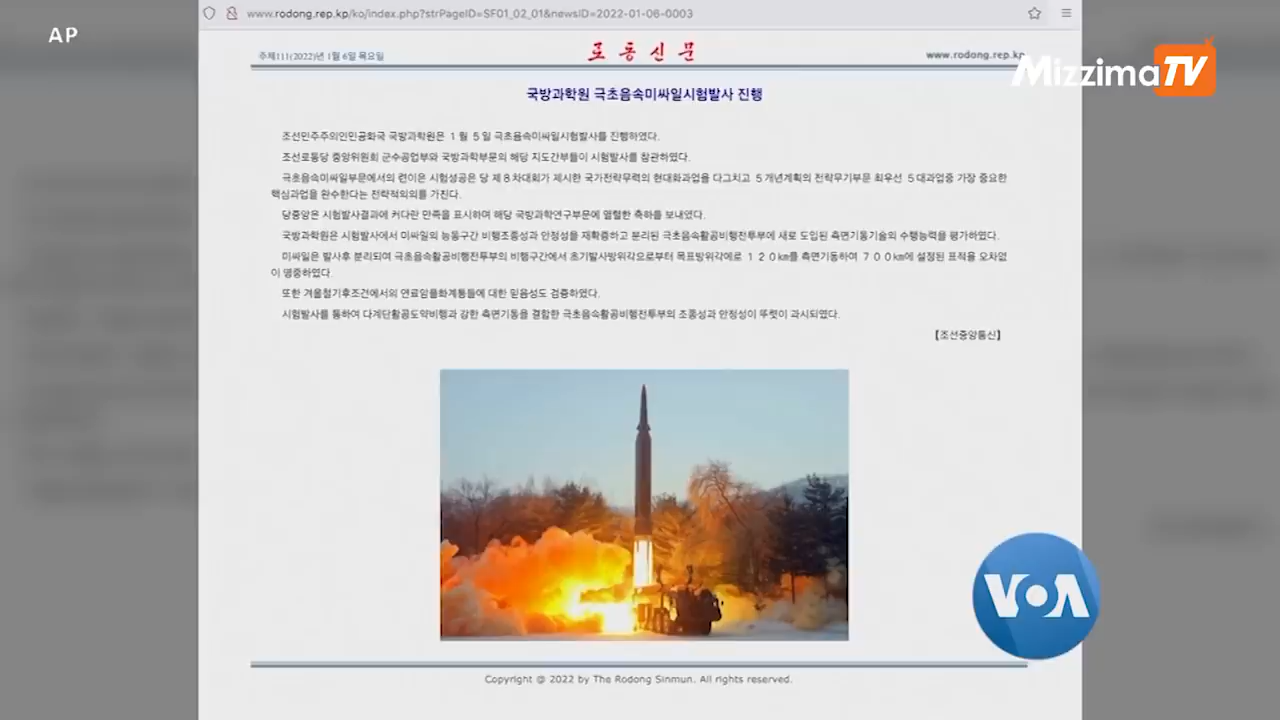 www.rodong.rep.kp/ko/index.php?strPageID=SF01_02_01&newsID=2022-01-06-0003
AP
주체111(2022)년 1월 6일 목요일
로동신문
www.rodong.rep.kp
MizzimaTV
국방과학원 극초음속미싸일시험발사 진행
조선민주주의인민공화국 국방과학원은 1월 5일 극초음속미싸일시험발사를 진행하였다.
조선로동당 중앙위원회 군수공업부와 국방과학부문의 해당 지도간부들이 시험발사를 참관하였다.
극초음속미싸일부문에서의 련이은 시험성공은 당 제8차대회가 제시한 국가전략무력의 현대화과업을 다그치고 5개년계획의 전략무기부문 최우선 5대과업중 가장 중요한
핵심과업을 완수한다는 전략적의의를 가진다.
당중앙은 시험발사결과에 커다란 만족을 표시하며 해당 국방과학연구부문에 열렬한 축하를 보내였다.
국방과학원은 시험발사에서 미싸일의 능동구간 비행조종성과 안정성을 재확증하고 분리된 극초음속활공비행전투부에 새로 도입된 측면기동기술의 수행능력을 평가하였다.
미싸일은 발사후 분리되여 극초음속활공비행전투부의 비행구간에서 초기발사방위각으로부터 목표방위각에로 120㎞를 측면기동하여 700㎞에 설정된 표적을 오차없
이 명중하였다.
또한 겨울철기후조건에서의 연료암풀화계통들에 대한 믿음성도 검증하였다.
시험발사를 통하여 다계단활공도약비행과 강한 측면기동을 결합한 극초음속활공비행전투부의 조종성과 안정성이 뚜렷이 과시되였다.
【조선중앙통신】
VOA
Copyright @ 2022 by The Rodong Sinmun. All rights reserved.